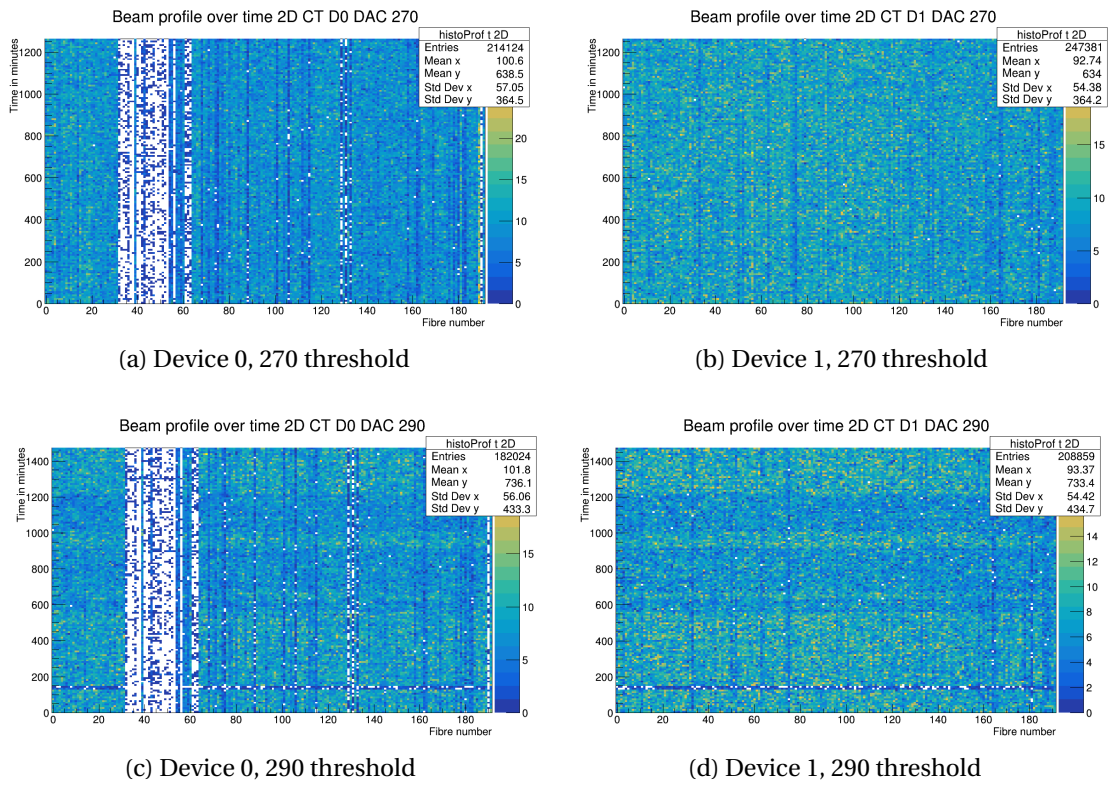 Beam profile over time 2D CT D0 DAC 270
histoProf t 2D
Entries 214124
Mean x 100.6
Mean y 638.5
Std Dev x 57.05
Std Dev y 364.5
Time in minutes
1200
1000
800
600
400
200
0
0 20 40 60 80 100 120 140 160 180
Fibre number
20
15
10
5
0
(a) Device 0, 270 threshold
Beam profile over time 2D CT D1 DAC 270
histoProf t 2D
Entries 247381
Mean x 92.74
Mean y 634
Std Dev x 54.38
Std Dev y 364.2
Time in minutes
1200
1000
800
600
400
200
0
0 20 40 60 80 100 120 140 160 180
Fibre number
15
10
5
0
(b) Device 1, 270 threshold
Beam profile over time 2D CT D0 DAC 290
histoProf t 2D
Entries 182024
Mean x 101.8
Mean y 736.1
Std Dev x 56.06
Std Dev y 433.3
Time in minutes
1400
1200
1000
800
600
400
200
0
0 20 40 60 80 100 120 140 160 180
Fibre number
15
10
5
0
(c) Device 0, 290 threshold
Beam profile over time 2D CT D1 DAC 290
histoProf t 2D
Entries 208859
Mean x 93.37
Mean y 733.4
Std Dev x 54.42
Std Dev y 434.7
Time in minutes
1400
1200
1000
800
600
400
200
0
0 20 40 60 80 100 120 140 160 180
Fibre number
14
12
10
8
6
4
2
0
(d) Device 1, 290 threshold